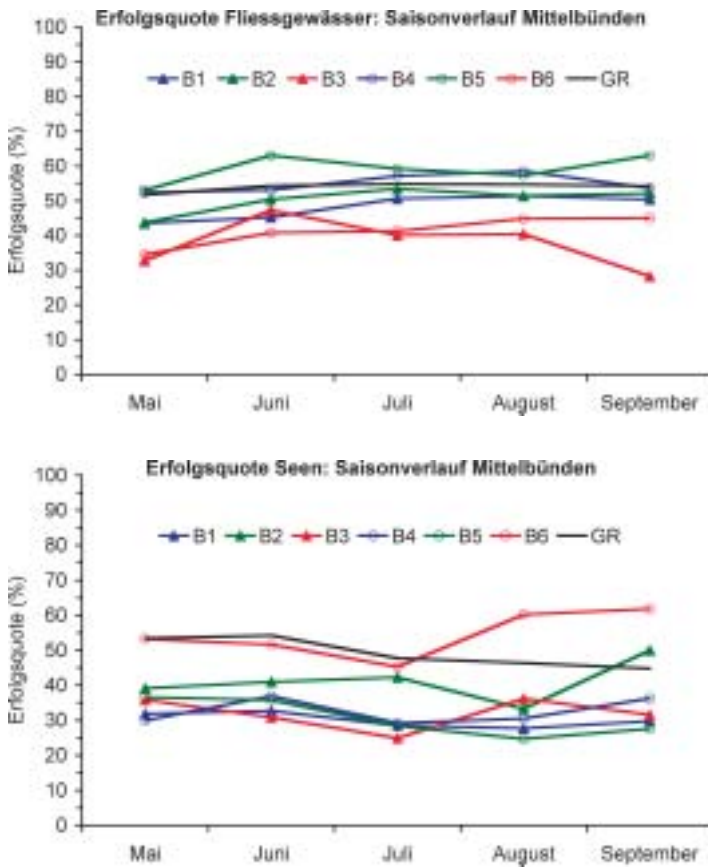 Erfolgsquote Fliessgewässer: Saisonverlauf Mittelbünden
B1 B2 B3 B4 B5 B6 GR
Erfolgsquote (%)
100
90
80
70
60
50
40
30
20
10
0
Mai Juni Juli August September
Erfolgsquote Seen: Saisonverlauf Mittelbünden
B1 B2 B3 B4 B5 B6 GR
Erfolgsquote (%)
100
90
80
70
60
50
40
30
20
10
0
Mai Juni Juli August September